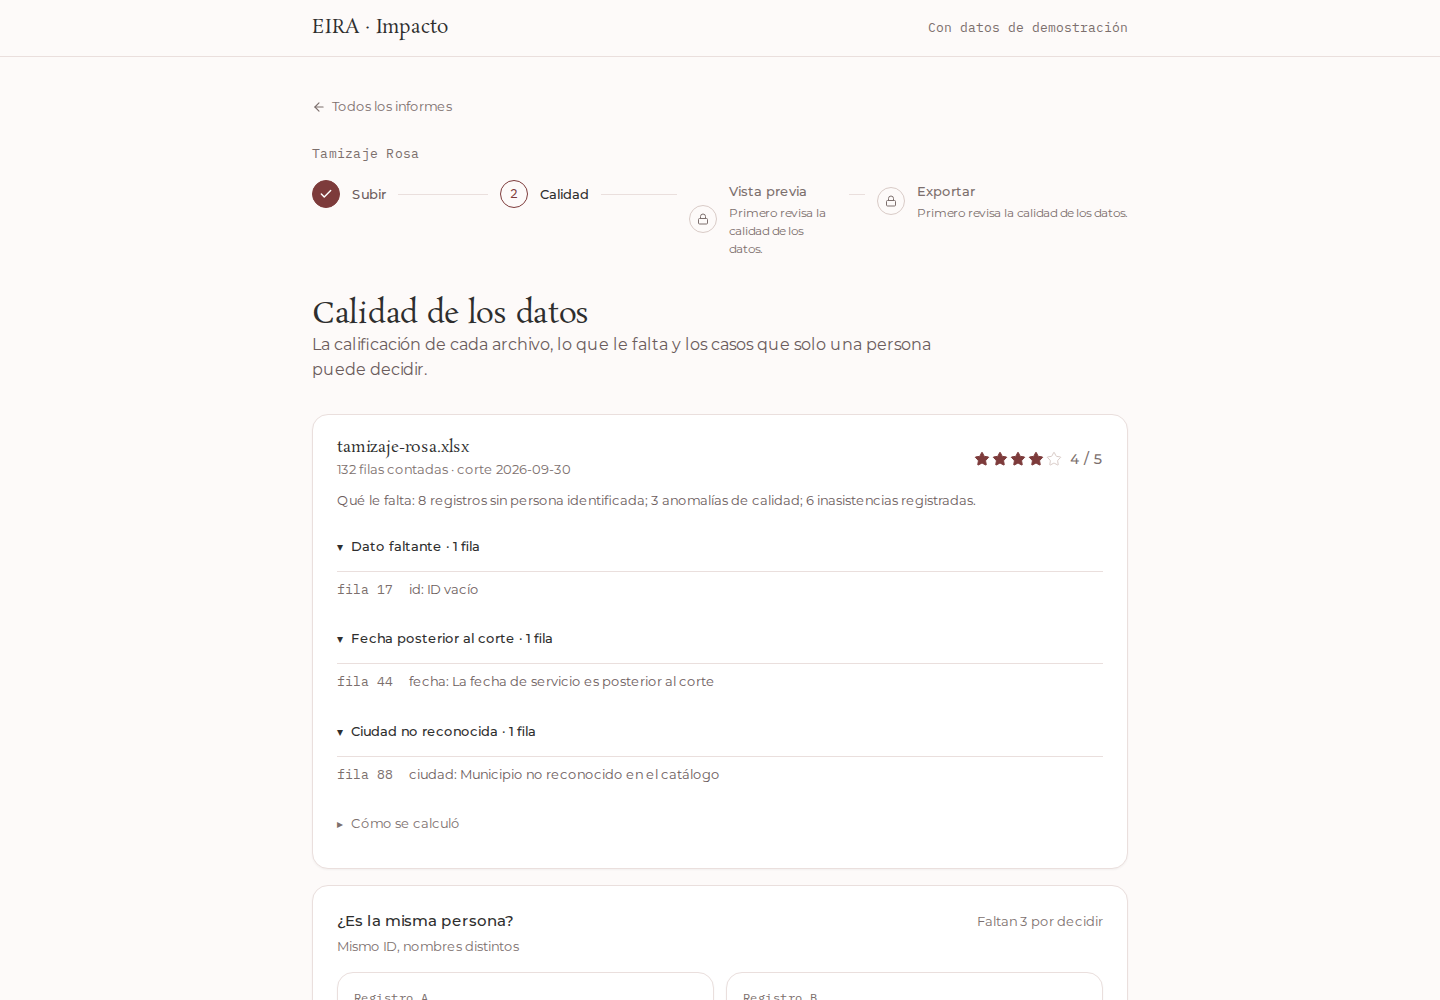 EIRA · Impacto
Con datos de demostración
← Todos los informes
Tamizaje Rosa
Subir
2 Calidad
Vista previa
Primero revisa la
calidad de los
datos.
Exportar
Primero revisa la calidad de los datos.
Calidad de los datos
La calificación de cada archivo, lo que le falta y los casos que solo una persona
puede decidir.
tamizaje-rosa.xlsx
132 filas contadas · corte 2026-09-30
4 / 5
Qué le falta: 8 registros sin persona identificada; 3 anomalías de calidad; 6 inasistencias registradas.
▾ Dato faltante · 1 fila
fila 17 id: ID vacío
▾ Fecha posterior al corte · 1 fila
fila 44 fecha: La fecha de servicio es posterior al corte
▾ Ciudad no reconocida · 1 fila
fila 88 ciudad: Municipio no reconocido en el catálogo
▸ Cómo se calculó
¿Es la misma persona?
Faltan 3 por decidir
Mismo ID, nombres distintos
Registro A
Registro B